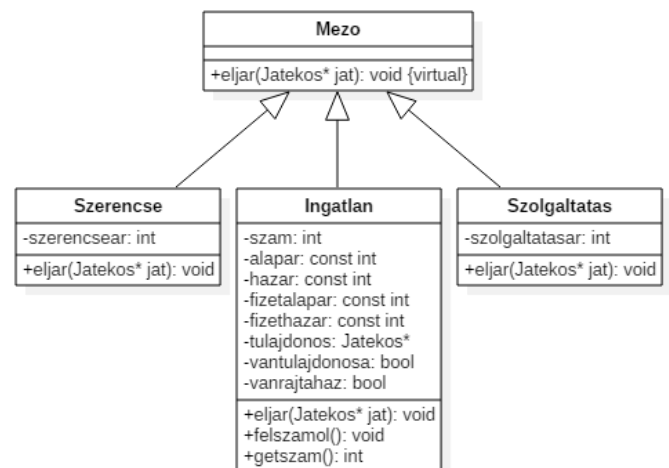 Mezo
+eljar(Jatekos* jat): void {virtual}
Szerencse
-szerencsear: int
+eljar(Jatekos* jat): void
Ingatlan
-szam: int
-alapar: const int
-hazar: const int
-fizetalapar: const int
-fizethazar: const int
-tulajdonos: Jatekos*
-vantulajdonosa: bool
-vanrajtahaz: bool
+eljar(Jatekos* jat): void
+felszamol(): void
+getszam(): int
Szolgaltatas
-szolgaltatasar: int
+eljar(Jatekos* jat): void